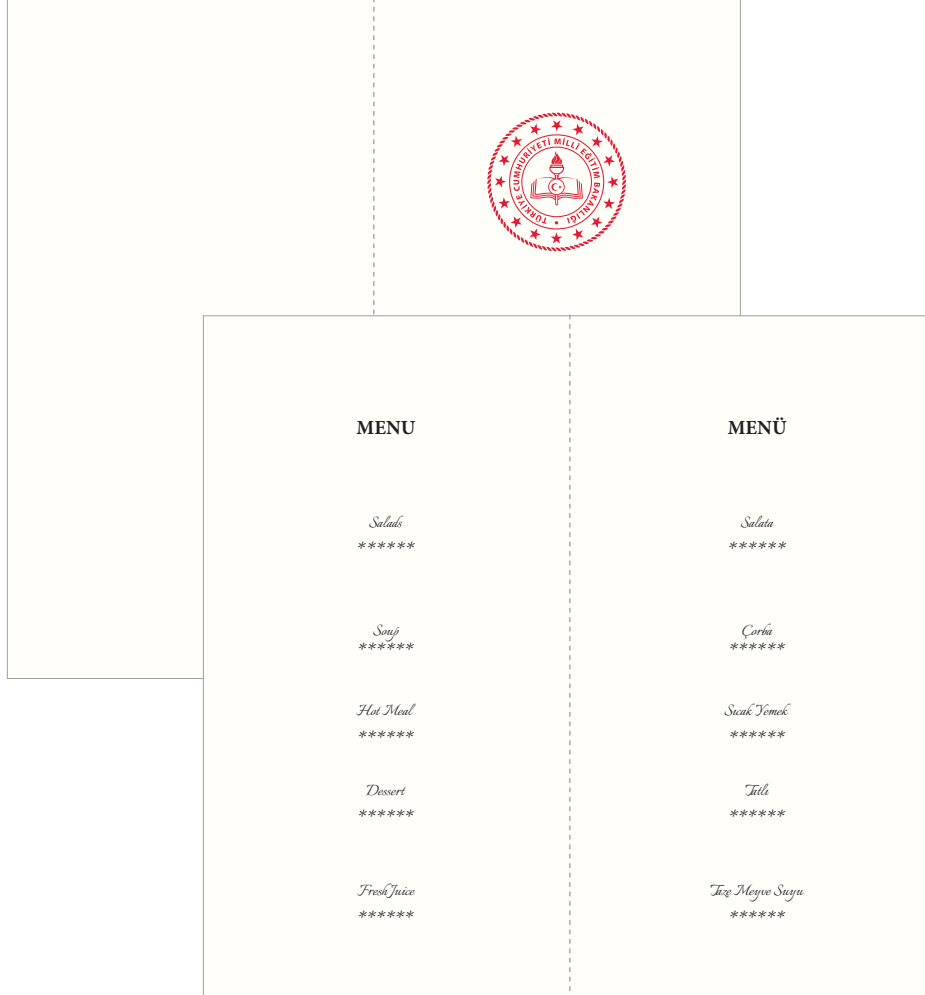 TÜRKİYE CUMHURİYETİ MİLLÎ EĞİTİM BAKANLIĞI
MENU
Salads
******
Soup
******
Hot Meal
******
Dessert
******
Fresh Juice
******
MENÜ
Salata
******
Çorba
******
Sıcak Yemek
******
Tatlı
******
Taze Meyve Suyu
******